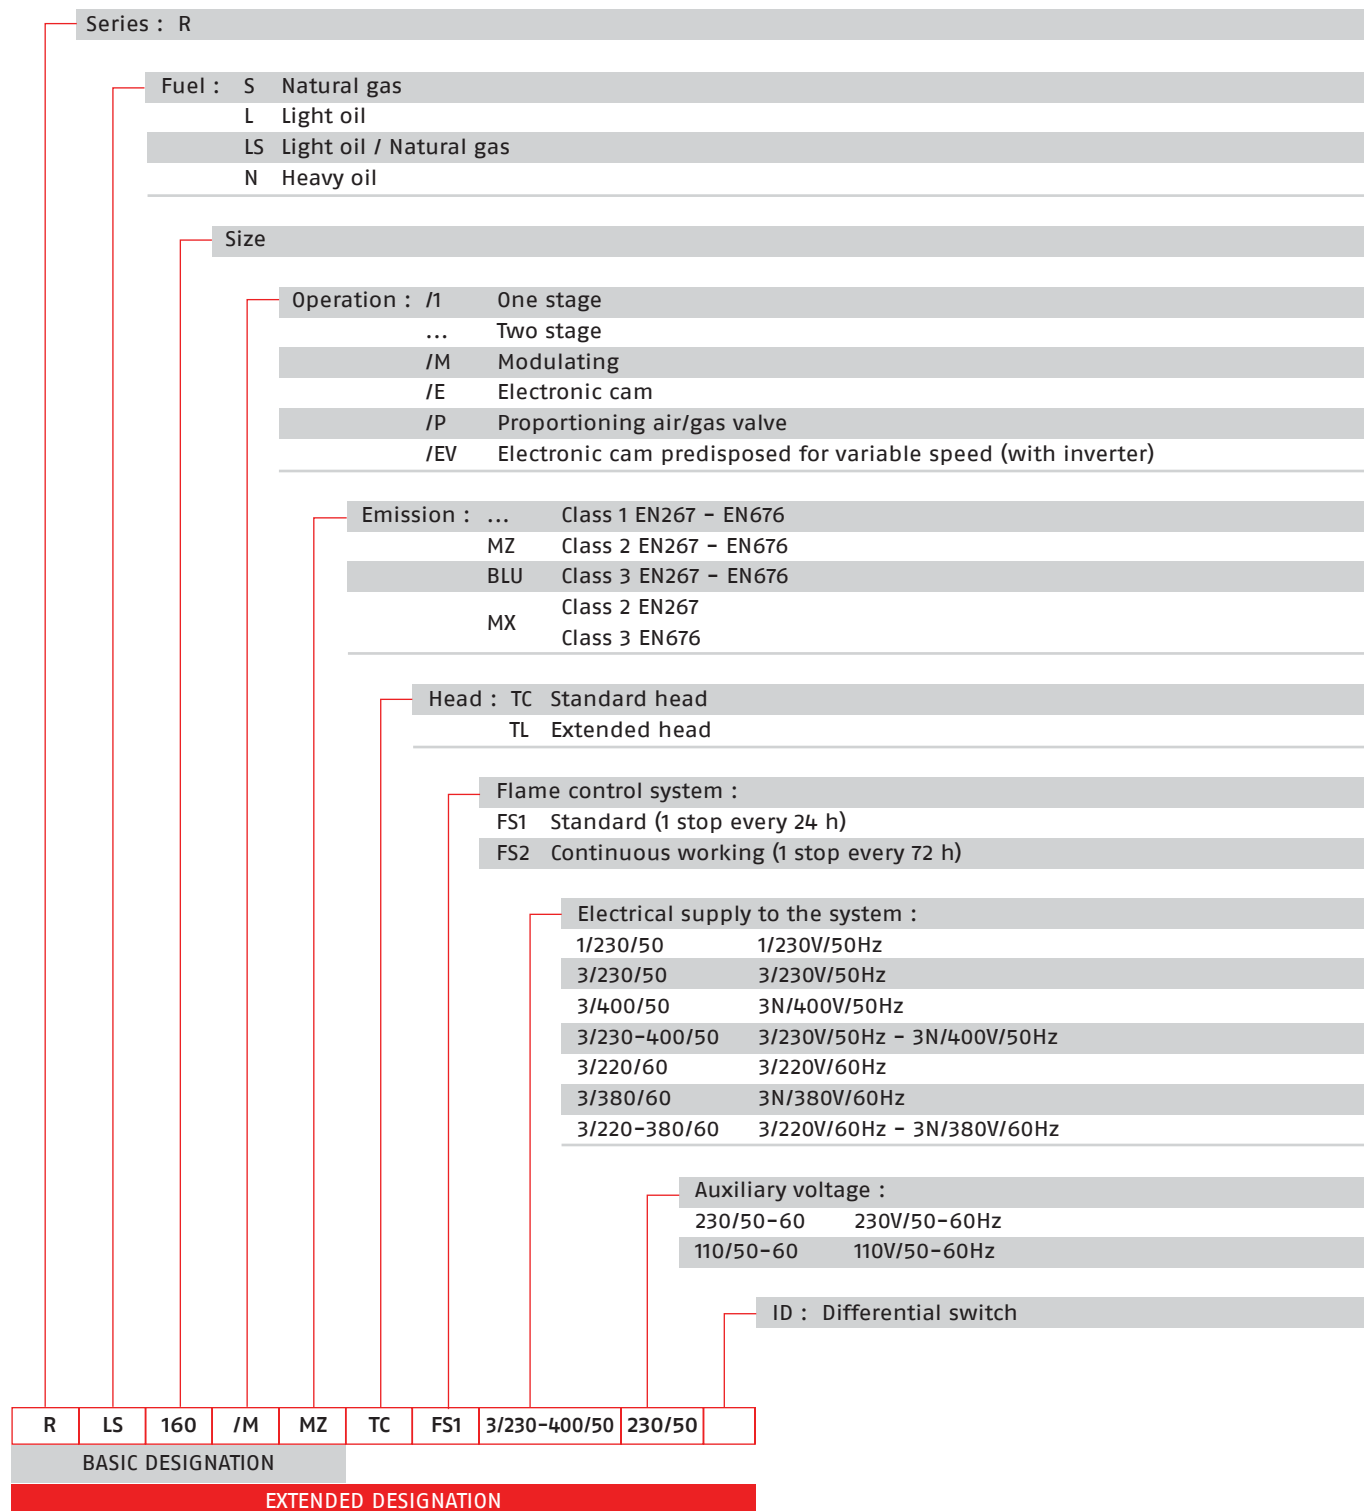 Series : R
Fuel : S Natural gas
L Light oil
LS Light oil / Natural gas
N Heavy oil
Size
Operation : /1 One stage
... Two stage
/M Modulating
/E Electronic cam
/P Proportioning air/gas valve
/EV Electronic cam predisposed for variable speed (with inverter)
Emission : ... Class 1 EN267 - EN676
MZ Class 2 EN267 - EN676
BLU Class 3 EN267 - EN676
MX Class 2 EN267
Class 3 EN676
Head : TC Standard head
TL Extended head
Flame control system :
FS1 Standard (1 stop every 24 h)
FS2 Continuous working (1 stop every 72 h)
Electrical supply to the system :
1/230/50 1/230V/50Hz
3/230/50 3/230V/50Hz
3/400/50 3N/400V/50Hz
3/230-400/50 3/230V/50Hz - 3N/400V/50Hz
3/220/60 3/220V/60Hz
3/380/60 3N/380V/60Hz
3/220-380/60 3/220V/60Hz - 3N/380V/60Hz
Auxiliary voltage :
230/50-60 230V/50-60Hz
110/50-60 110V/50-60Hz
ID : Differential switch
R LS 160 /M MZ TC FS1 3/230-400/50 230/50
BASIC DESIGNATION
EXTENDED DESIGNATION